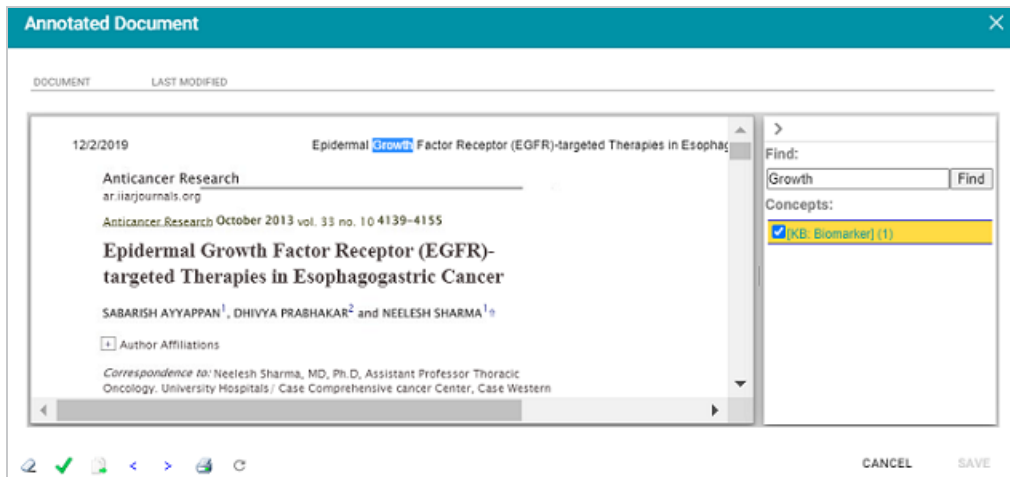 Annotated Document
DOCUMENT LAST MODIFIED
12/2/2019 Epidermal Growth Factor Receptor (EGFR)-targeted Therapies in Esophag
Anticancer Research
ar.iiarjournals.org
Anticancer Research October 2013 vol. 33 no. 10 4139-4155
Epidermal Growth Factor Receptor (EGFR)-
targeted Therapies in Esophagogastric Cancer
SABARISH AYYAPPAN1, DHIVYA PRABHAKAR2 and NEELESH SHARMA1⇑
+ Author Affiliations
Correspondence to: Neelesh Sharma, MD, Ph.D, Assistant Professor Thoracic
Oncology. University Hospitals/ Case Comprehensive cancer Center, Case Western
Find:
Growth Find
Concepts:
[KB: Biomarker] (1)
CANCEL SAVE